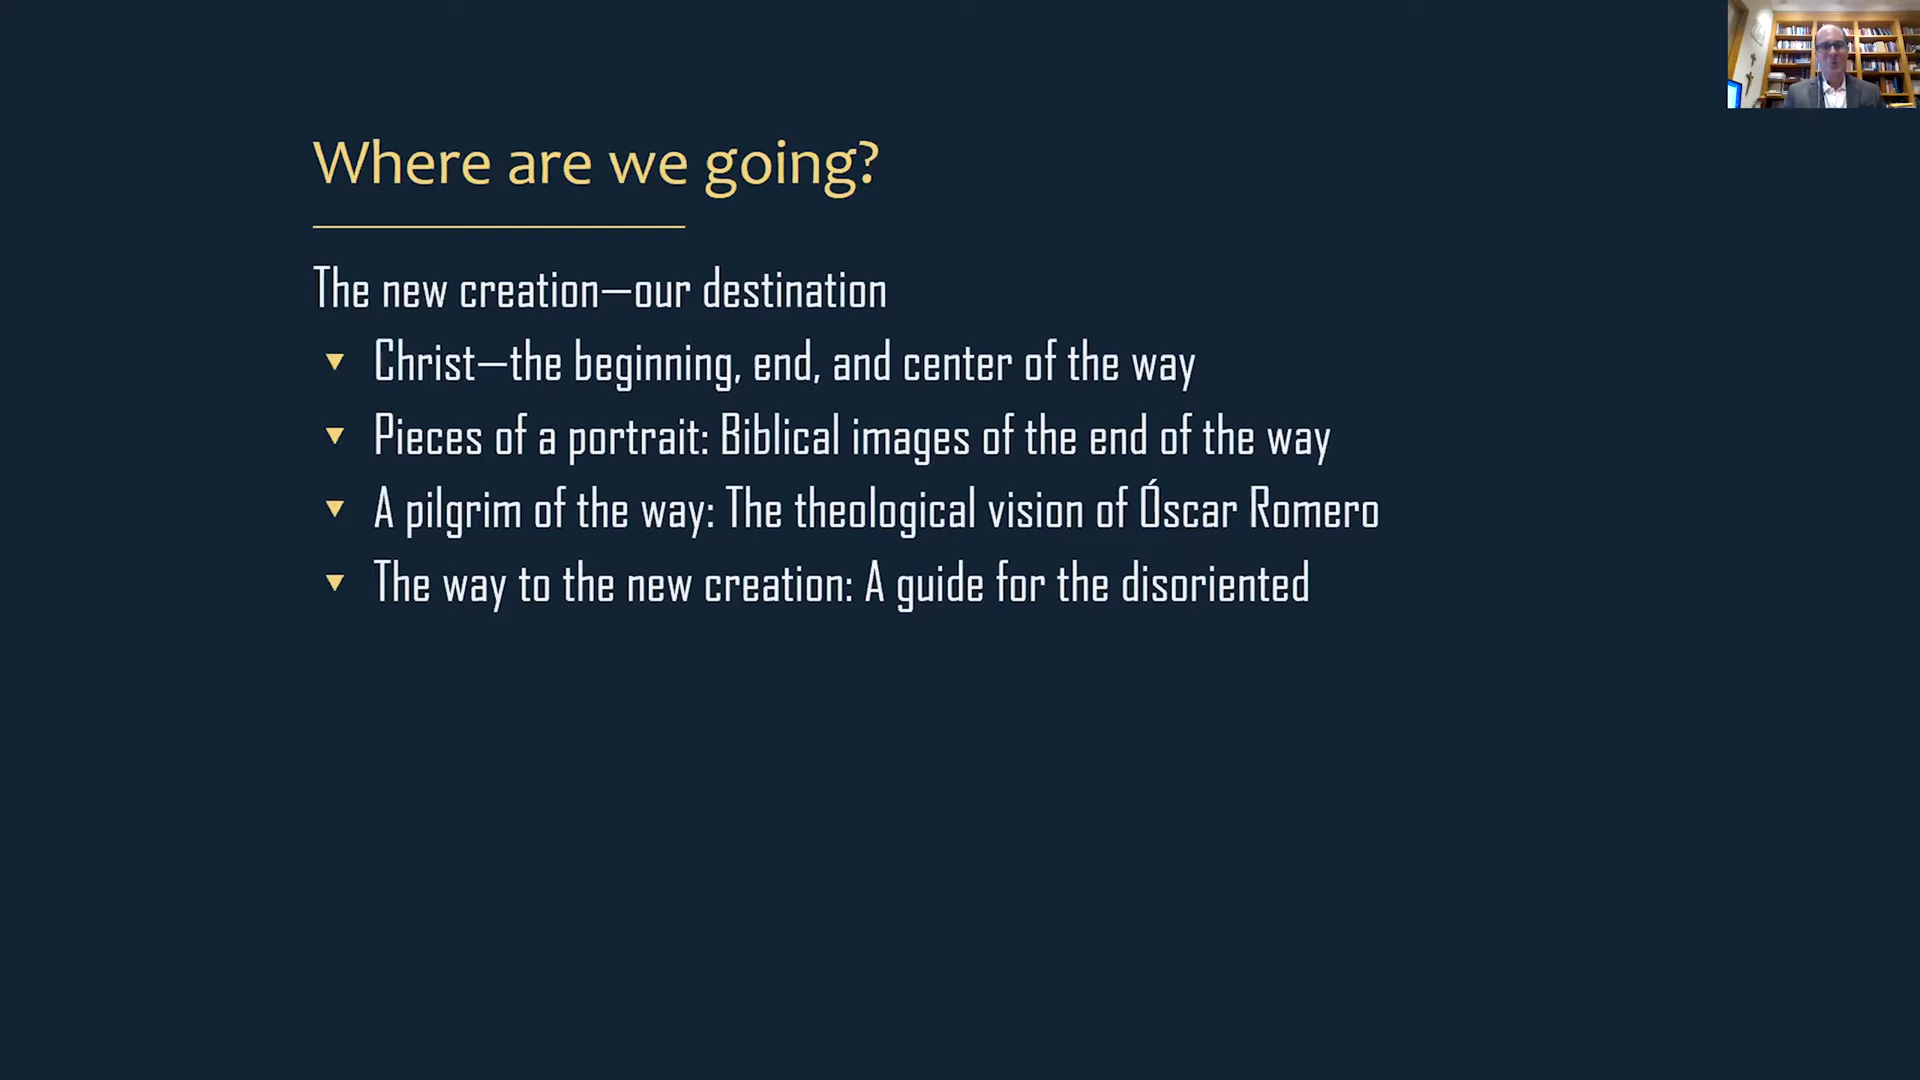 Where are we going?
The new creation—our destination
Christ—the beginning, end, and center of the way
Pieces of a portrait: Biblical images of the end of the way
A pilgrim of the way: The theological vision of Óscar Romero
The way to the new creation: A guide for the disoriented